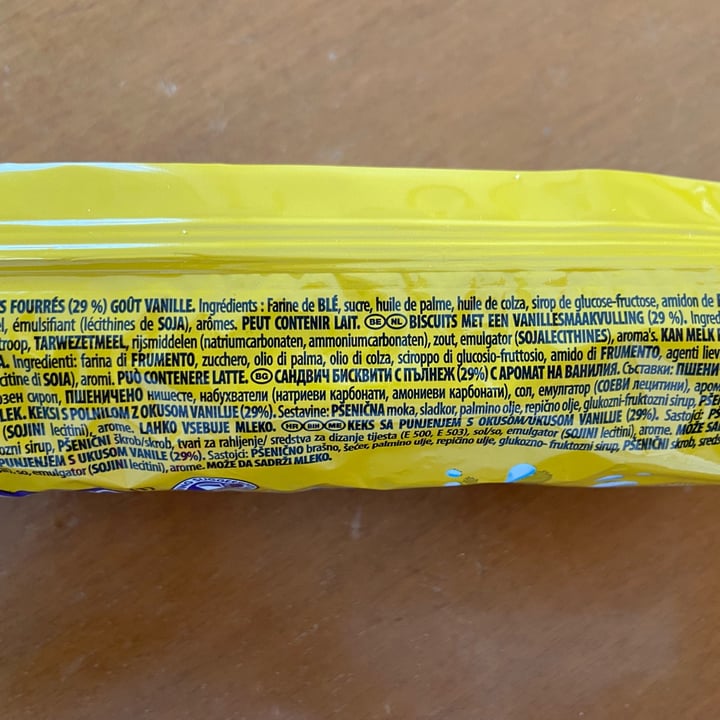 S FOURRÉS (29 %) GOÛT VANILLE. Ingrédients : Farine de BLÉ, sucre, huile de palme, huile de colza, sirop de glucose-fructose, amidon de
émulsifiant (lécithines de SOJA), arômes. PEUT CONTENIR LAIT. BE NL BISCUITS MET EEN VANILLESMAAKVULLING (29 %). Ingred
troop, TARWEZETMEEL, rijsmiddelen (natriumcarbonaten, ammoniumcarbonaten), zout, emulgator (SOJALECITHINES), aroma's. KAN MELK
A. Ingredienti: farina di FRUMENTO, zucchero, olio di palma, olio di colza, sciroppo di glucosio-fruttosio, amido di FRUMENTO, agenti liev
citine di SOIA), aromi. PUÒ CONTENERE LATTE. BG САНДВИЧ БИСКВИТИ С ПЪЛНЕЖ (29%) С АРОМАТ НА ВАНИЛИЯ. Съставки: ПШЕНИ
озен сироп, ПШЕНИЧНО нишесте, набухватели (натриеви карбонати, амониеви карбонати), сол, емулгатор (СОЕВИ лецитини), аром
LEK. KEKSI S POLNILOM Z OKUSOM VANILIJE (29%). Sestavine: PŠENIČNA moka, sladkor, palmino olje, repično olje, glukozni-fruktozni sirup, PŠENIČ
(SOJINI lecitini), arome. LAHKO VSEBUJE MLEKO. HR BIH ME KEKS SA PUNJENJEM S OKUSOM/UKUSOM VANILIJE (29%). Sastojci: PŠ
ozni sirup, PŠENIČNI škrob/skrob, tvari za rahljenje/ sredstva za dizanje tijesta (E 500, E 503), sol/so, emulgator (SOJINI lecitini), arome. MOŽE SA
PUNJENJEM S UKUSOM VANILE (29%). Sastojci: PŠENIČNO brašno, šećer, palmino ulje, repičino ulje, glukozno- fruktozni sirup, PŠENIČNI skrob, sreds
so, emulgator (SOJINI lecitini), arome. MOŽE DA SADRŽI MLEKO.